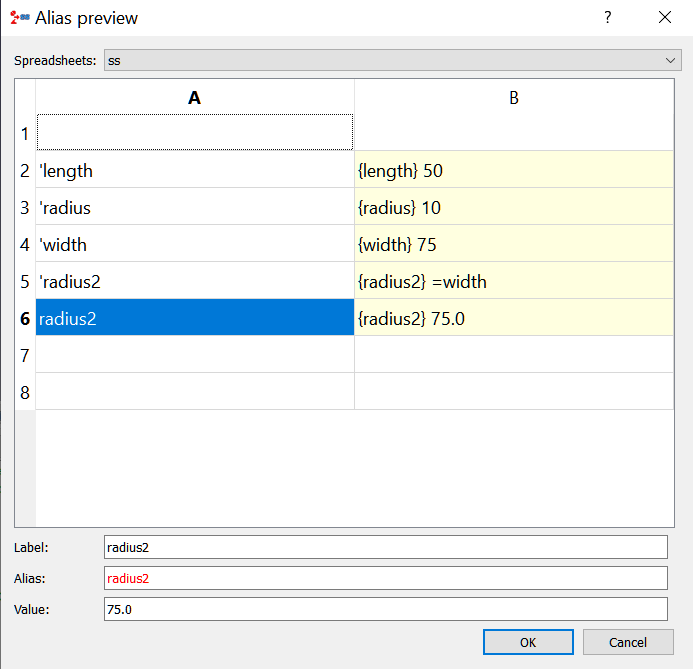 Alias preview ?
Spreadsheets: ss
A B
1
2 'length {length} 50
3 'radius {radius} 10
4 'width {width} 75
5 'radius2 {radius2} =width
6 radius2 {radius2} 75.0
7
8
Label: radius2
Alias: radius2
Value: 75.0
OK Cancel